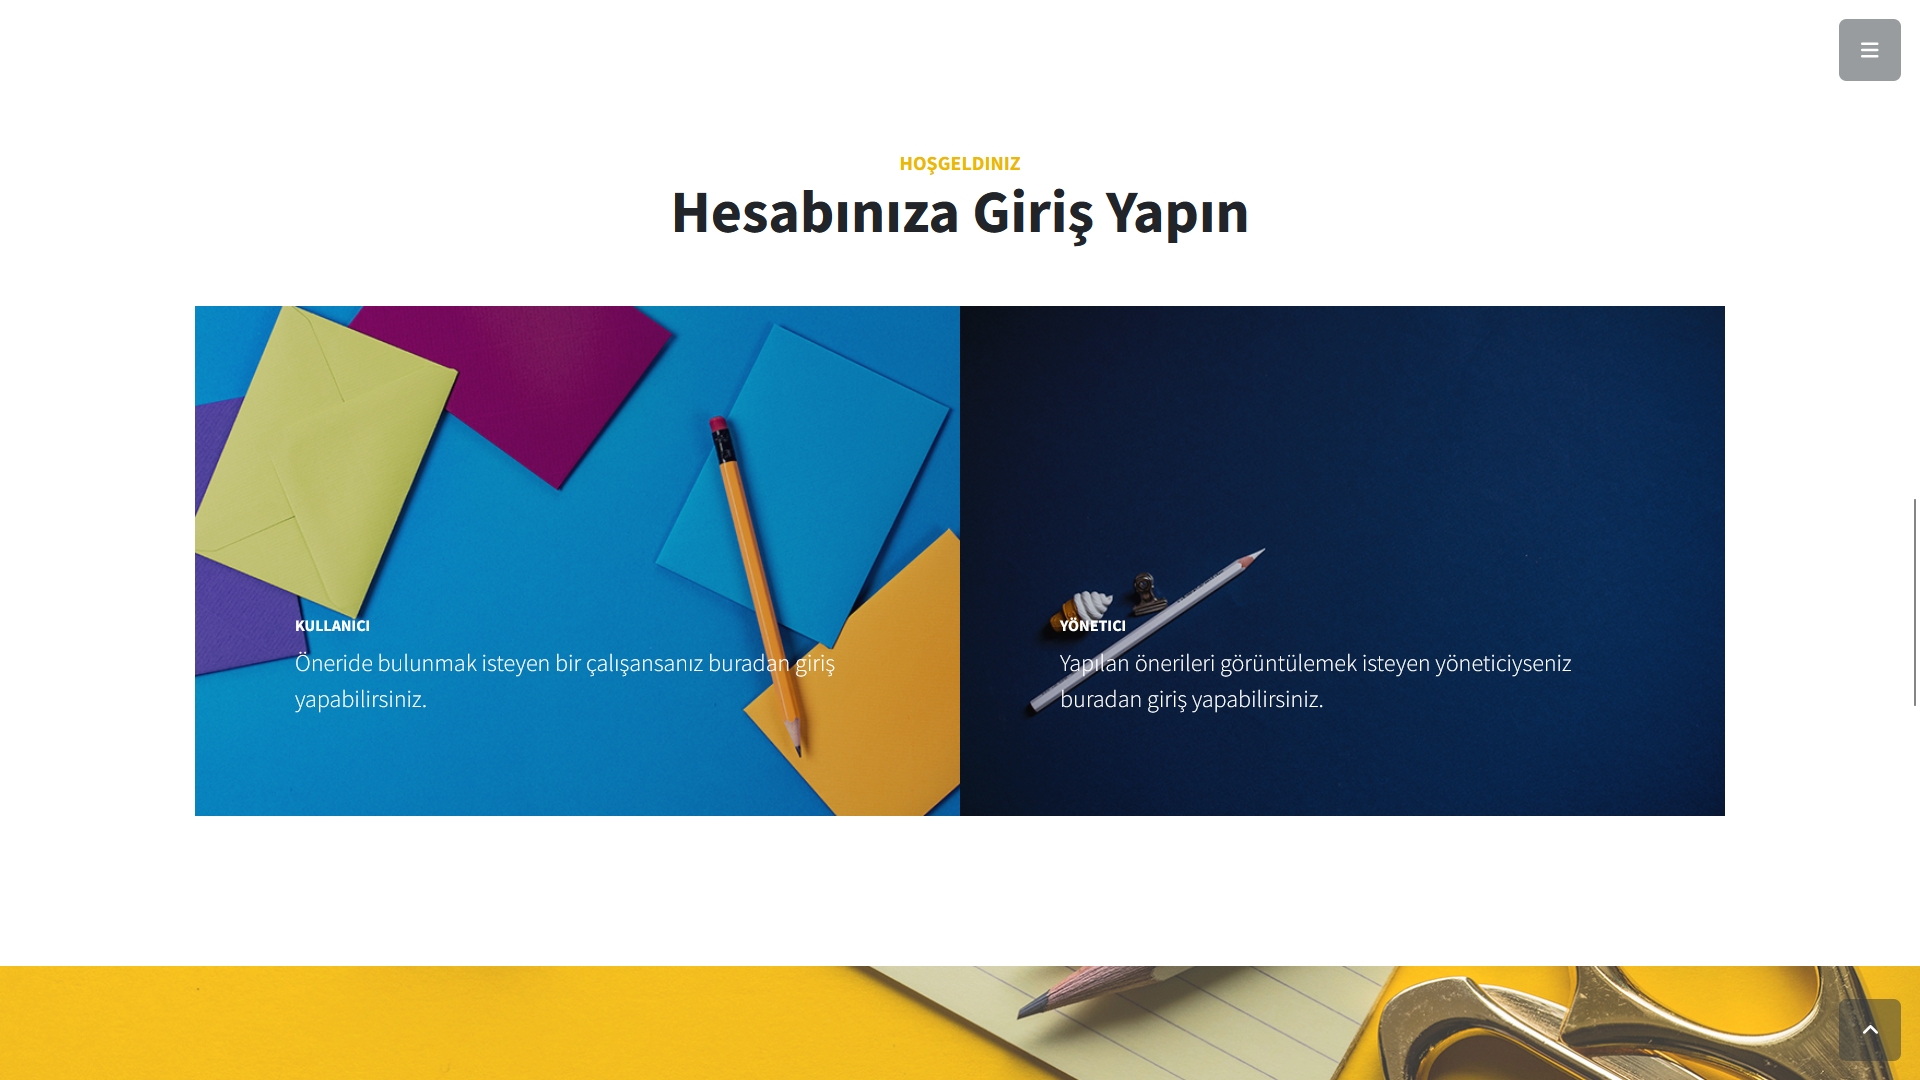 HOŞGELDINIZ
Hesabınıza Giriş Yapın
KULLANICI
Öneride bulunmak isteyen bir çalışansanız buradan giriş
yapabilirsiniz.
YÖNETICI
Yapılan önerileri görüntülemek isteyen yöneticiyseniz
buradan giriş yapabilirsiniz.